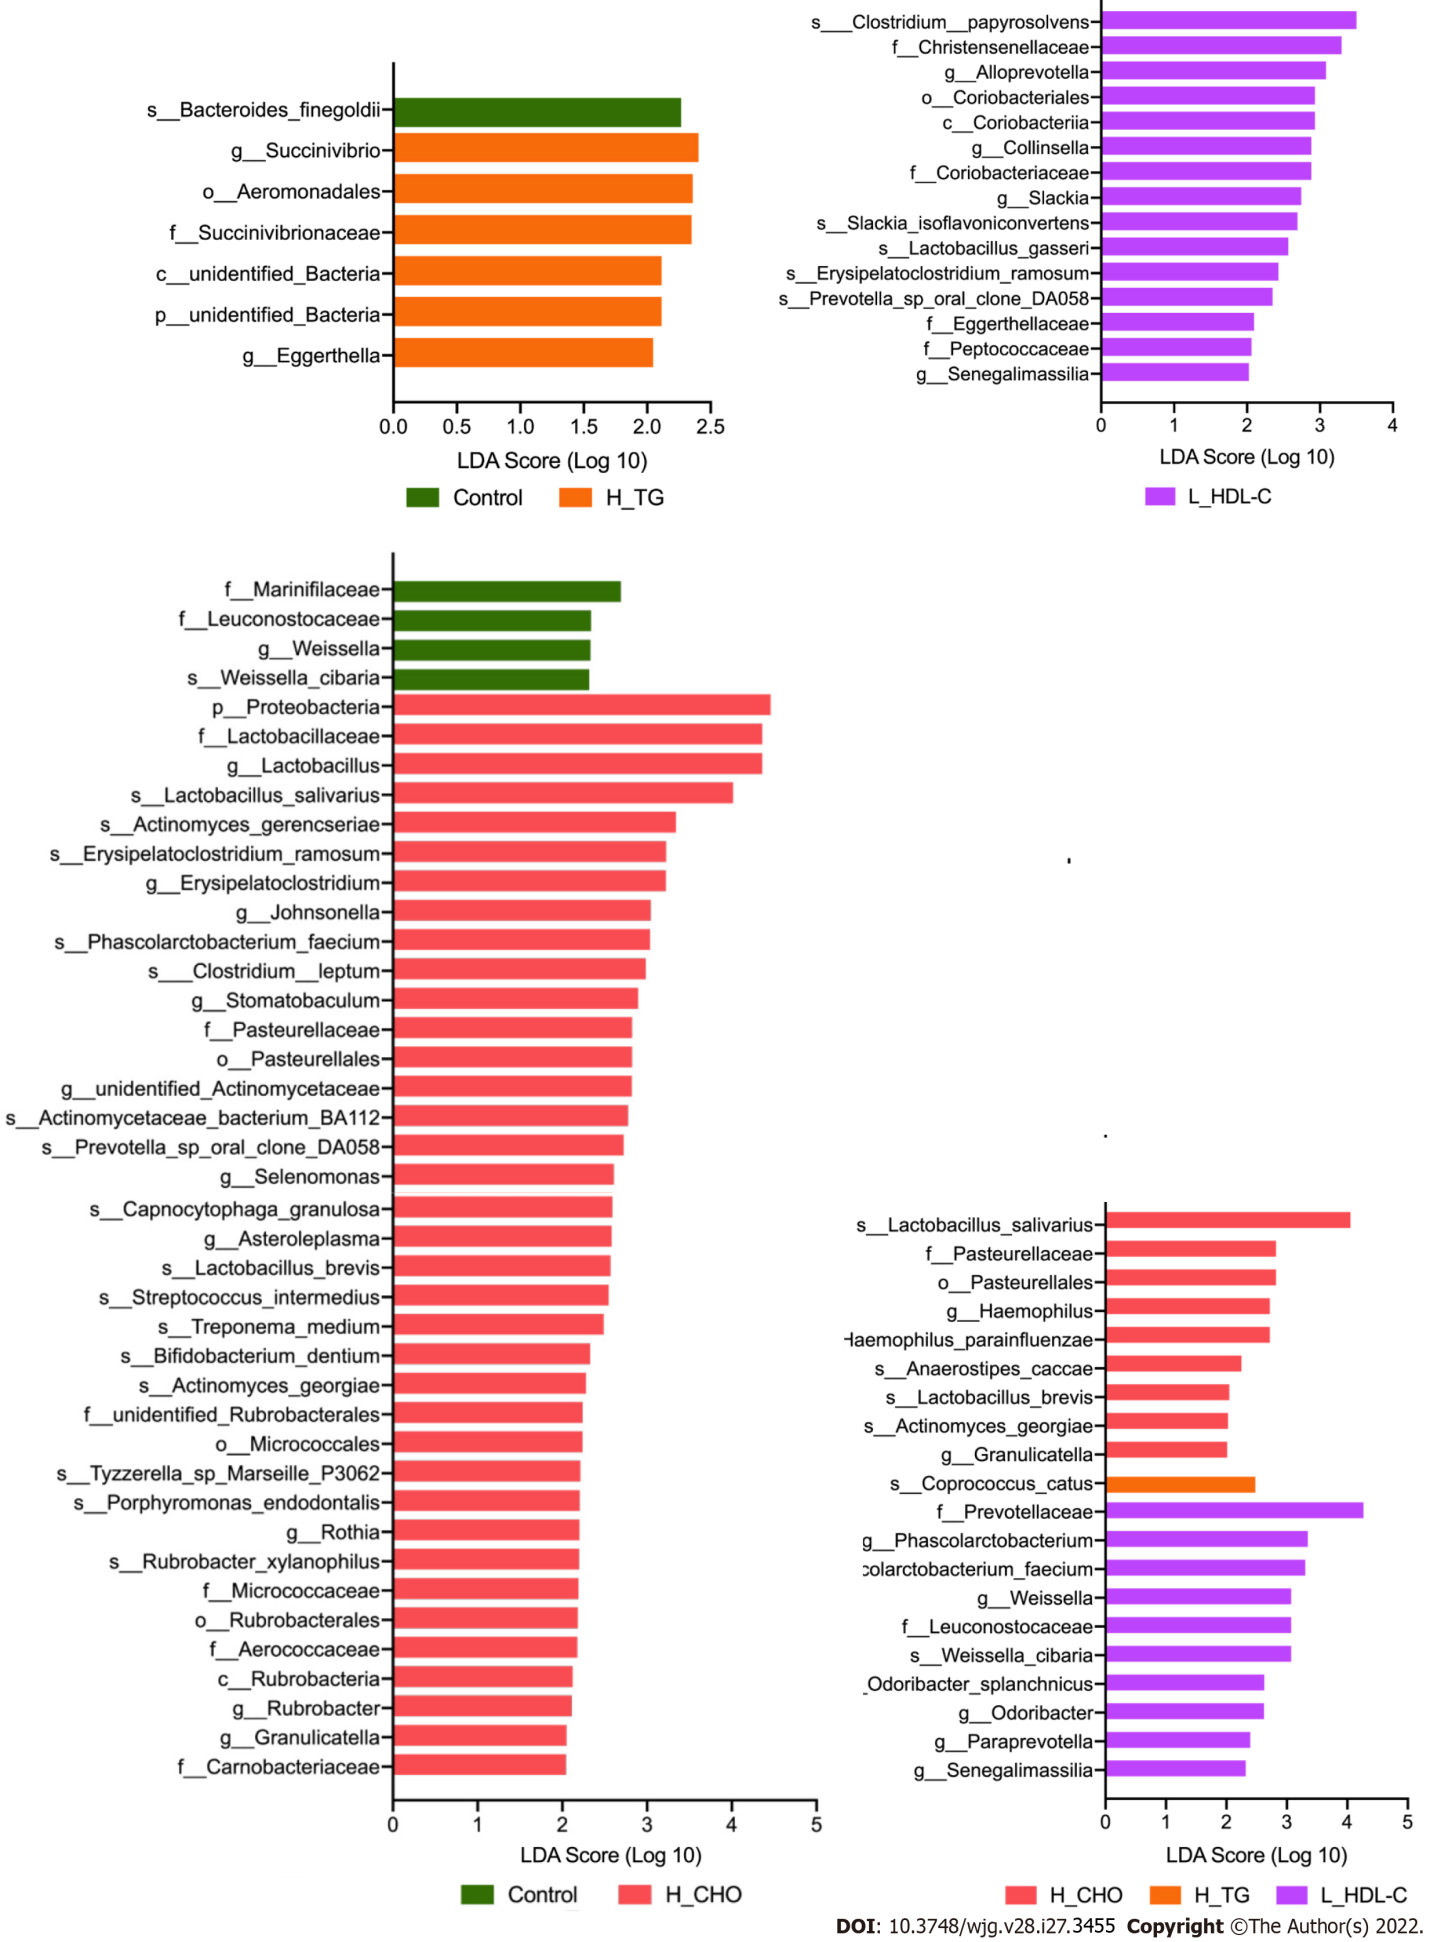 s__Bacteroides_finegoldii
g__Succinivibrio
o__Aeromonadales
f__Succinivibrionaceae
c__unidentified_Bacteria
p__unidentified_Bacteria
g__Eggerthella
0.0 0.5 1.0 1.5 2.0 2.5
LDA Score (Log 10)
Control H_TG
s___Clostridium__papyrosolvens
f__Christensenellaceae
g__Alloprevotella
o__Coriobacteriales
c__Coriobacteriia
g__Collinsella
f__Coriobacteriaceae
g__Slackia
s__Slackia_isoflavoniconvertens
s__Lactobacillus_gasseri
s__Erysipelatoclostridium_ramosum
s__Prevotella_sp_oral_clone_DA058
f__Eggerthellaceae
f__Peptococcaceae
g__Senegalimassilia
0 1 2 3 4
LDA Score (Log 10)
L_HDL-C
f__Marinifilaceae
f__Leuconostocaceae
g__Weissella
s__Weissella_cibaria
p__Proteobacteria
f__Lactobacillaceae
g__Lactobacillus
s__Lactobacillus_salivarius
s__Actinomyces_gerencseriae
s__Erysipelatoclostridium_ramosum
g__Erysipelatoclostridium
g__Johnsonella
s__Phascolarctobacterium_faecium
s___Clostridium__leptum
g__Stomatobaculum
f__Pasteurellaceae
o__Pasteurellales
g__unidentified_Actinomycetaceae
s__Actinomycetaceae_bacterium_BA112
s__Prevotella_sp_oral_clone_DA058
g__Selenomonas
s__Capnocytophaga_granulosa
g__Asteroleplasma
s__Lactobacillus_brevis
s__Streptococcus_intermedius
s__Treponema_medium
s__Bifidobacterium_dentium
s__Actinomyces_georgiae
f__unidentified_Rubrobacterales
o__Micrococcales
s__Tyzzerella_sp_Marseille_P3062
s__Porphyromonas_endodontalis
g__Rothia
s__Rubrobacter_xylanophilus
f__Micrococcaceae
o__Rubrobacterales
f__Aerococcaceae
c__Rubrobacteria
g__Rubrobacter
g__Granulicatella
f__Carnobacteriaceae
0 1 2 3 4 5
LDA Score (Log 10)
Control H_CHO
s__Lactobacillus_salivarius
f__Pasteurellaceae
o__Pasteurellales
g__Haemophilus
Haemophilus_parainfluenzae
s__Anaerostipes_caccae
s__Lactobacillus_brevis
s__Actinomyces_georgiae
g__Granulicatella
s__Coprococcus_catus
f__Prevotellaceae
g__Phascolarctobacterium
colarctobacterium_faecium
g__Weissella
f__Leuconostocaceae
s__Weissella_cibaria
_Odoribacter_splanchnicus
g__Odoribacter
g__Paraprevotella
g__Senegalimassilia
0 1 2 3 4 5
LDA Score (Log 10)
H_CHO H_TG L_HDL-C
DOI: 10.3748/wjg.v28.i27.3455 Copyright ©The Author(s) 2022.